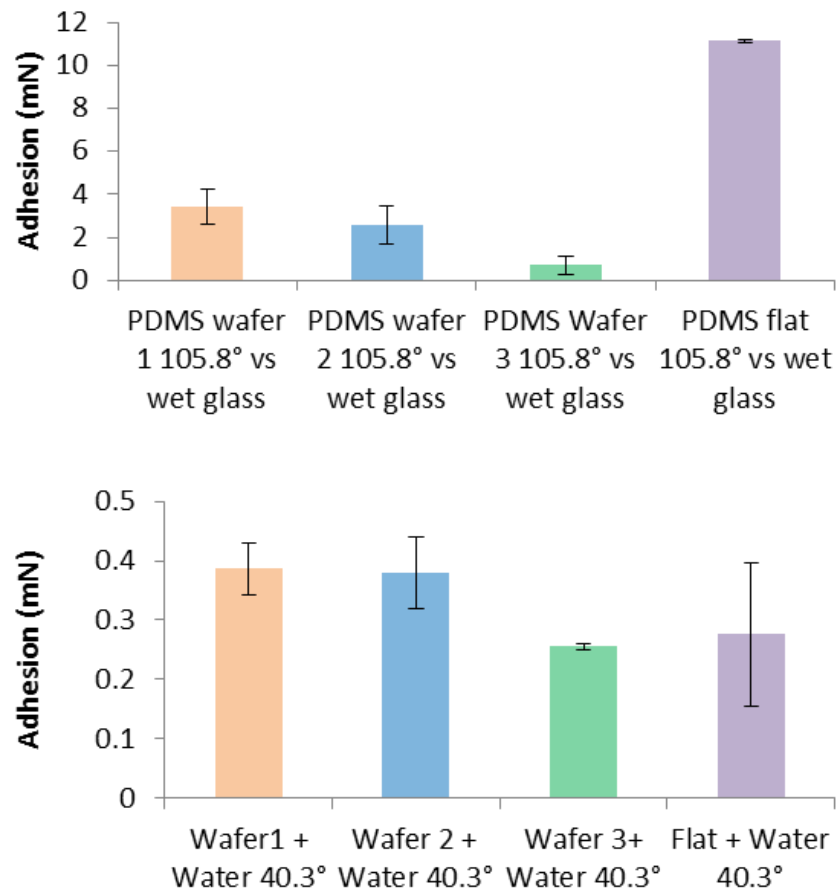 Adhesion (mN)
12
10
8
6
4
2
0
PDMS wafer
1 105.8° vs
wet glass
PDMS wafer
2 105.8° vs
wet glass
PDMS Wafer
3 105.8° vs
wet glass
PDMS flat
105.8° vs wet
glass
Adhesion (mN)
0.5
0.4
0.3
0.2
0.1
0
Wafer1 +
Water 40.3°
Wafer 2 +
Water 40.3°
Wafer 3+
Water 40.3°
Flat + Water
40.3°